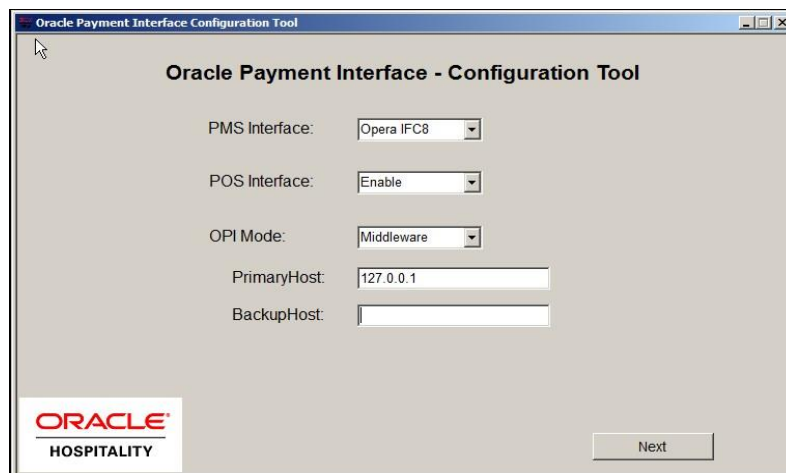 Oracle Payment Interface Configuration Tool
Oracle Payment Interface - Configuration Tool
PMS Interface: Opera IFC8
POS Interface: Enable
OPI Mode: Middleware
PrimaryHost: 127.0.0.1
BackupHost:
ORACLE®
HOSPITALITY
Next